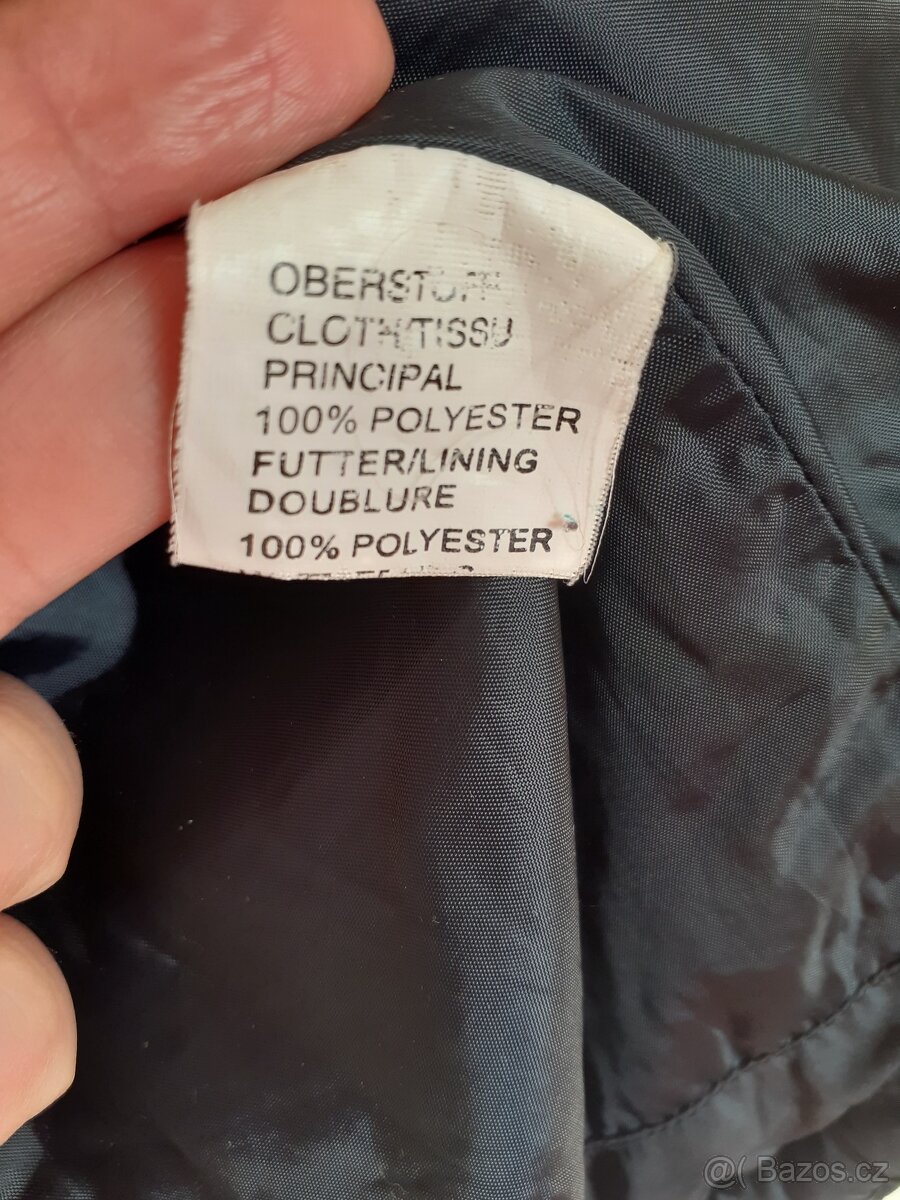 OBERSTOFF
CLOTH/TISSU
PRINCIPAL
100% POLYESTER
FUTTER/LINING
DOUBLURE
100% POLYESTER
@( Bazos.cz